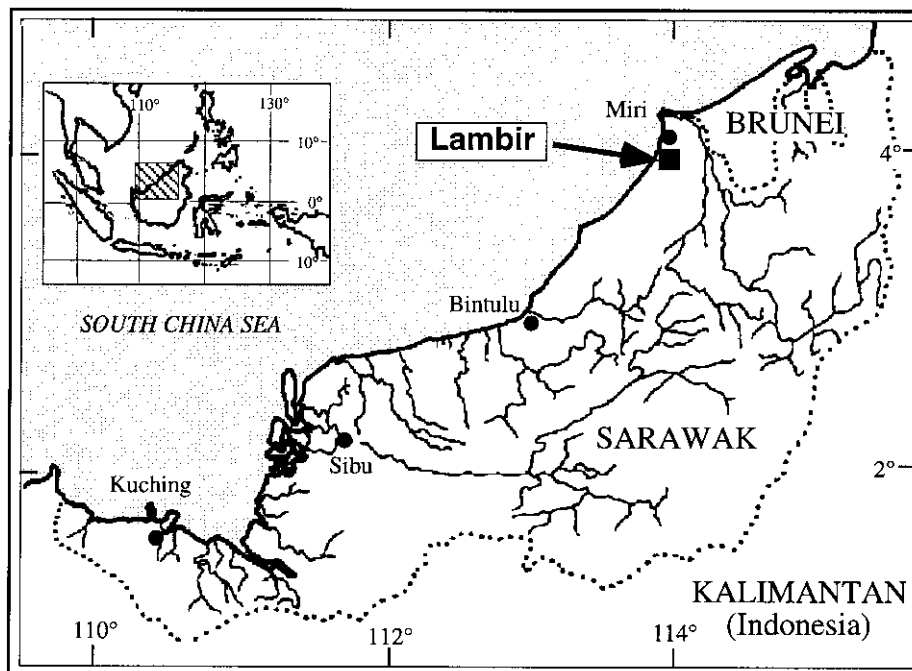 110°
130°
10°
0°
10°
Miri
BRUNEI
Lambir
4°
Bintulu
SOUTH CHINA SEA
SARAWAK
Sibu
2°
Kuching
KALIMANTAN
(Indonesia)
110°
112°
114°